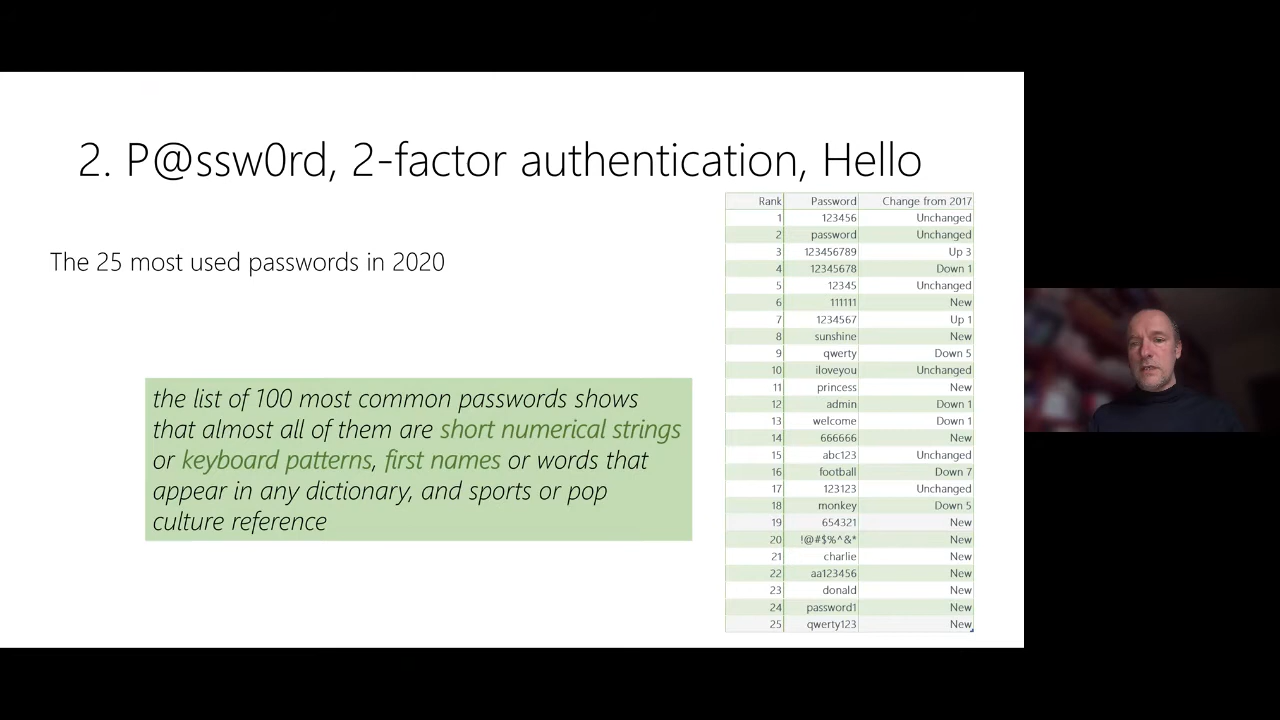 2. P@ssw0rd, 2-factor authentication, Hello
The 25 most used passwords in 2020
the list of 100 most common passwords shows
that almost all of them are short numerical strings
or keyboard patterns, first names or words that
appear in any dictionary, and sports or pop
culture reference
Rank Password Change from 2017
1 123456 Unchanged
2 password Unchanged
3 123456789 Up 3
4 12345678 Down 1
5 12345 Unchanged
6 111111 New
7 1234567 Up 1
8 sunshine New
9 qwerty Down 5
10 iloveyou Unchanged
11 princess New
12 admin Down 1
13 welcome Down 1
14 666666 New
15 abc123 Unchanged
16 football Down 7
17 123123 Unchanged
18 monkey Down 5
19 654321 New
20 !@#$%^&* New
21 charlie New
22 aa123456 New
23 donald New
24 password1 New
25 qwerty123 New